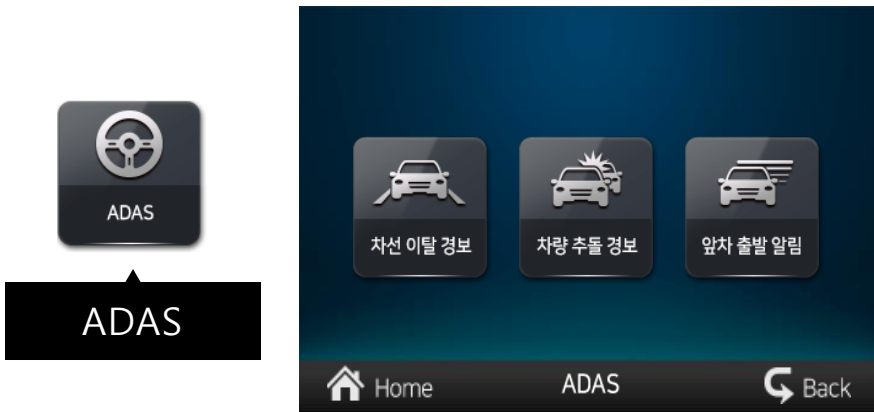 ADAS
ADAS
차선 이탈 경보
차량 추돌 경보
앞차 출발 알림
Home
ADAS
Back